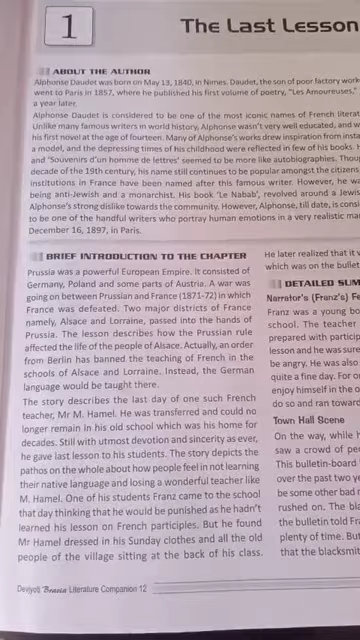 1
The Last Lesson
ABOUT THE AUTHOR
Alphonse Daudet was born on May 13, 1840, in Nimes. Daudet, the son of poor factory work
went to Paris in 1857, where he published his first volume of poetry, "Les Amoureuses,"
a year later.
Alphonse Daudet is considered to be one of the most iconic names of French literat
Unlike many famous writers in world history, Alphonse wasn't very well educated, and w
his first novel at the age of fourteen. Many of Alphonse's works drew inspiration from insta
a model, and the depressing times of his childhood were reflected in few of his books. H
and 'Souvenirs d'un homme de lettres' seemed to be more like autobiographies. Thou
decade of the 19th century, his name still continues to be popular amongst the citizens
institutions in France have been named after this famous writer. However, he wa
being anti-Jewish and a monarchist. His book 'Le Nabab', revolved around a Jewis
Alphonse's strong dislike towards the community. However, Alphonse, till date, is consi
to be one of the handful writers who portray human emotions in a very realistic ma
December 16, 1897, in Paris.
BRIEF INTRODUCTION TO THE CHAPTER
Prussia was a powerful European Empire. It consisted of
Germany, Poland and some parts of Austria. A war was
going on between Prussian and France (1871-72) in which
France was defeated. Two major districts of France
namely, Alsace and Lorraine, passed into the hands of
Prussia. The lesson describes how the Prussian rule
affected the life of the people of Alsace. Actually, an order
from Berlin has banned the teaching of French in the
schools of Alsace and Lorraine. Instead, the German
language would be taught there.
The story describes the last day of one such French
teacher, Mr M. Hamel. He was transferred and could no
longer remain in his old school which was his home for
decades. Still with utmost devotion and sincerity as ever,
he gave last lesson to his students. The story depicts the
pathos on the whole about how people feel in not learning
their native language and losing a wonderful teacher like
M. Hamel. One of his students Franz came to the school
that day thinking that he would be punished as he hadn't
learned his lesson on French participles. But he found
Mr Hamel dressed in his Sunday clothes and all the old
people of the village sitting at the back of his class.
He later realized that it w
which was on the bullet
DETAILED SUM
Narrator's (Franz's) Fe
Franz was a young bo
school. The teacher
prepared with particip
lesson and he was sure
be angry. He was also
quite a fine day. For o
enjoy himself in the o
do so and ran toward
Town Hall Scene
On the way, while h
saw a crowd of pe
This bulletin-board
over the past two ye
be some other bad n
rushed on. The bla
the bulletin told Fra
plenty of time. But
that the blacksmit
Devjyoti Beacon Literature Companion 12